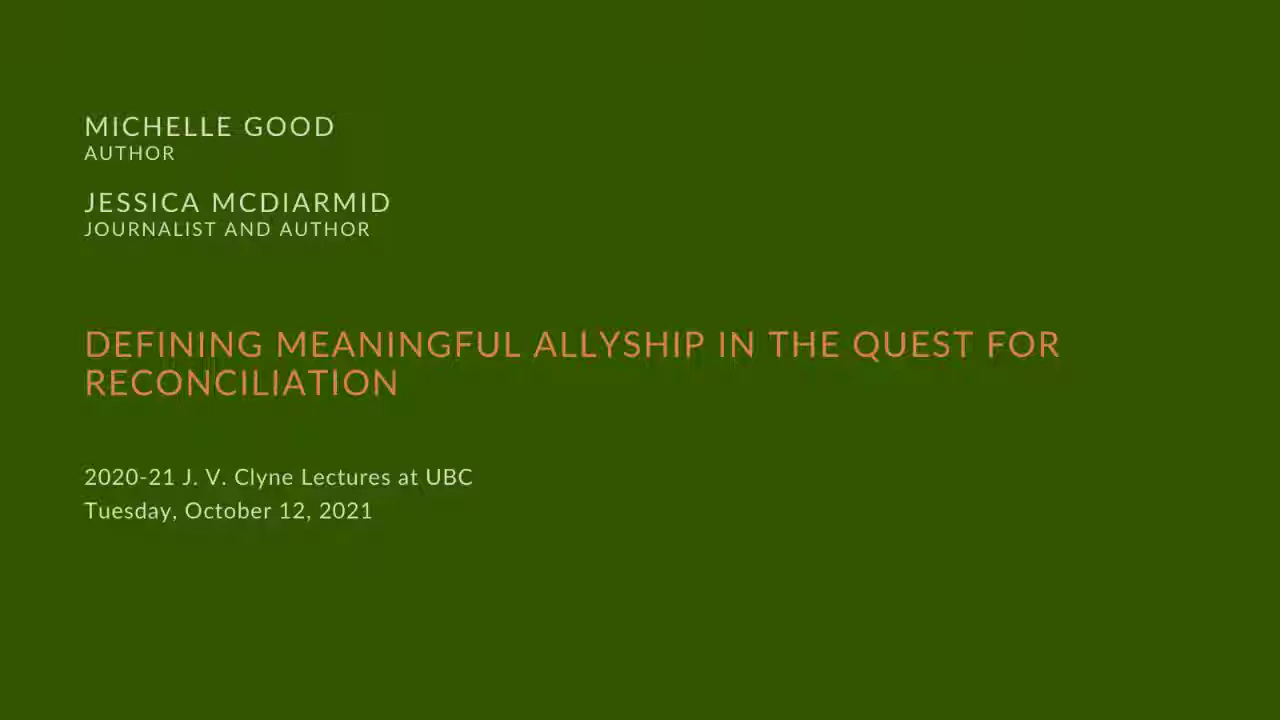 MICHELLE GOOD
AUTHOR
JESSICA MCDIARMID
JOURNALIST AND AUTHOR
DEFINING MEANINGFUL ALLYSHIP IN THE QUEST FOR
RECONCILIATION
2020-21 J. V. Clyne Lectures at UBC
Tuesday, October 12, 2021